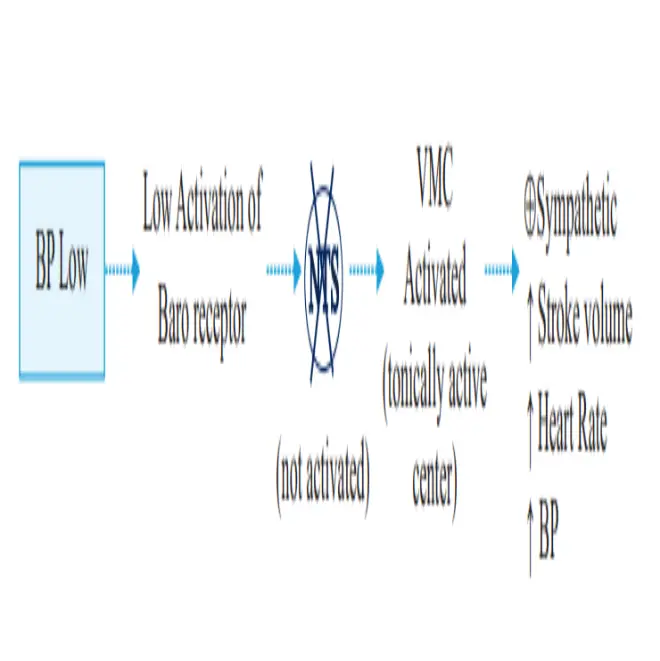 BP Low
Low Activation of
Baro receptor
NTS
(not activated)
VMC
Activated
(tonically active
center)
⊕Sympathetic
↑ Stroke volume
↑ Heart Rate
↑ BP